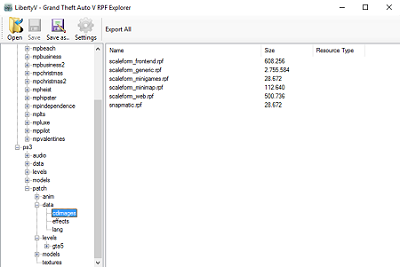 LibertyV - Grand Theft Auto V RPF Explorer
Open Save Save as.. Settings Export All
mpbeach
mpbusiness
mpbusiness2
mpchristmas
mpchristmas2
mpheist
mphipster
mpindependence
mplts
mpluxe
mppilot
mpvalentines
ps3
audio
data
levels
models
patch
anim
data
cdimages
effects
lang
levels
gta5
models
textures
Name Size Resource Type
scaleform_frontend.rpf 608.256
scaleform_generic.rpf 2.755.584
scaleform_minigames.rpf 28.672
scaleform_minimap.rpf 112.640
scaleform_web.rpf 500.736
snapmatic.rpf 28.672